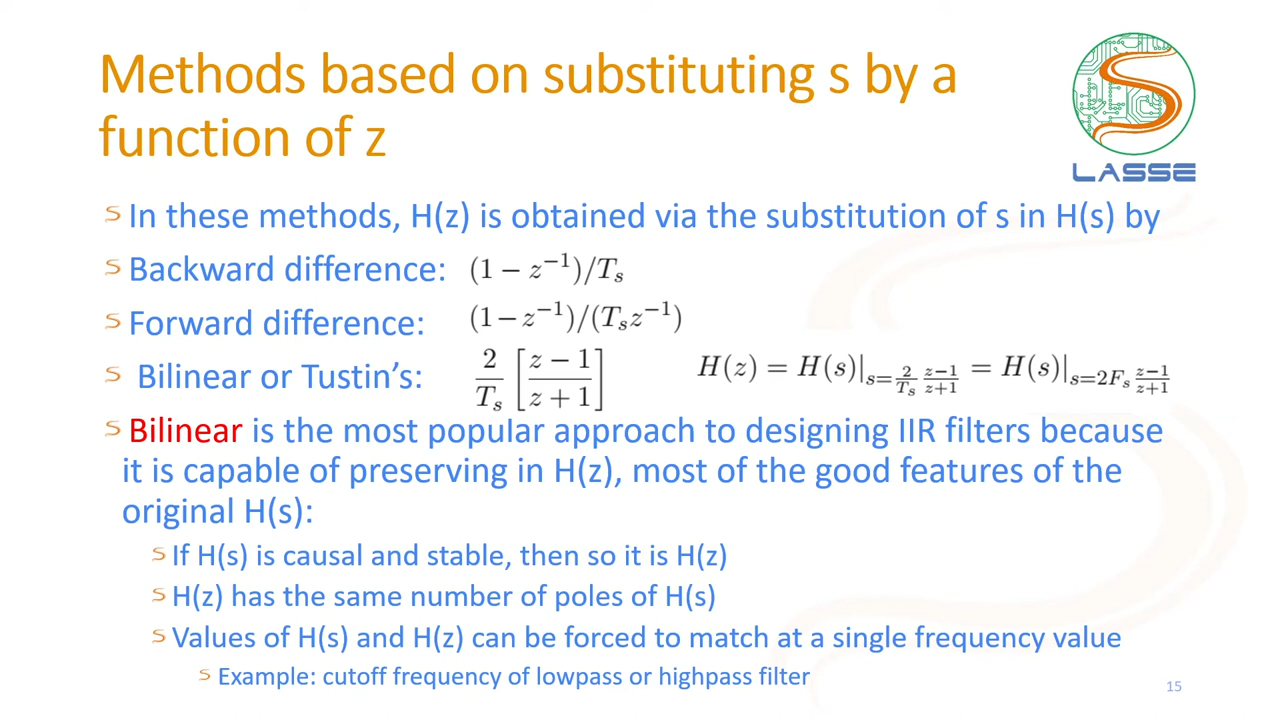 Methods based on substituting s by a
function of z
LASSE
In these methods, H(z) is obtained via the substitution of s in H(s) by
Backward difference: (1 − z⁻¹)/Tₛ
Forward difference: (1−z⁻¹)/(Tₛz⁻¹)
Bilinear or Tustin’s: 2/Tₛ [z − 1 / z + 1] H(z) = H(s)|ₛ₌ 2/Tₛ z−1/z+1 = H(s)|ₛ₌2Fₛ z−1/z+1
Bilinear is the most popular approach to designing IIR filters because
it is capable of preserving in H(z), most of the good features of the
original H(s):
If H(s) is causal and stable, then so it is H(z)
H(z) has the same number of poles of H(s)
Values of H(s) and H(z) can be forced to match at a single frequency value
Example: cutoff frequency of lowpass or highpass filter
15